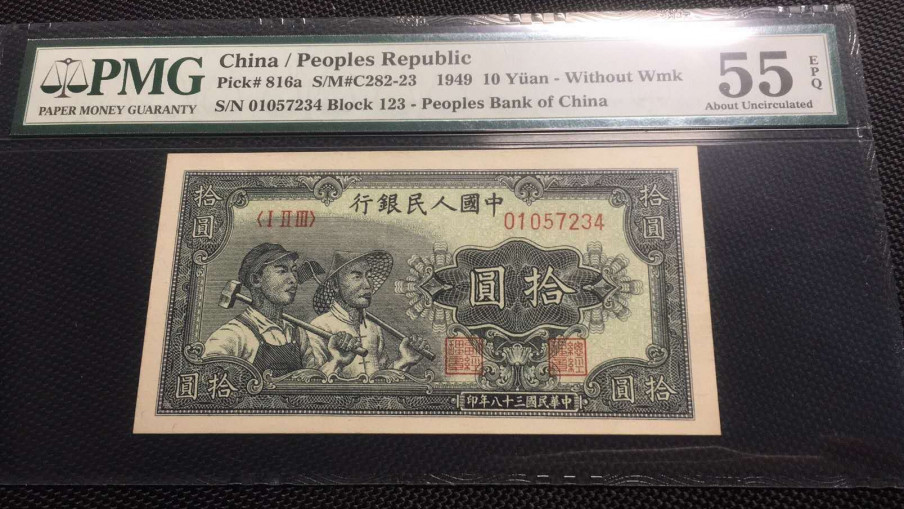 PMG
PAPER MONEY GUARANTY
China / Peoples Republic
Pick# 816a S/M#C282-23 1949 10 Yüan - Without Wmk
S/N 01057234 Block 123 - Peoples Bank of China
55
EPQ
About Uncirculated
行銀民人國中
拾圓
〈I II III〉
01057234
拾圓
圓拾
圓拾
圓拾
印年八十三國民華中